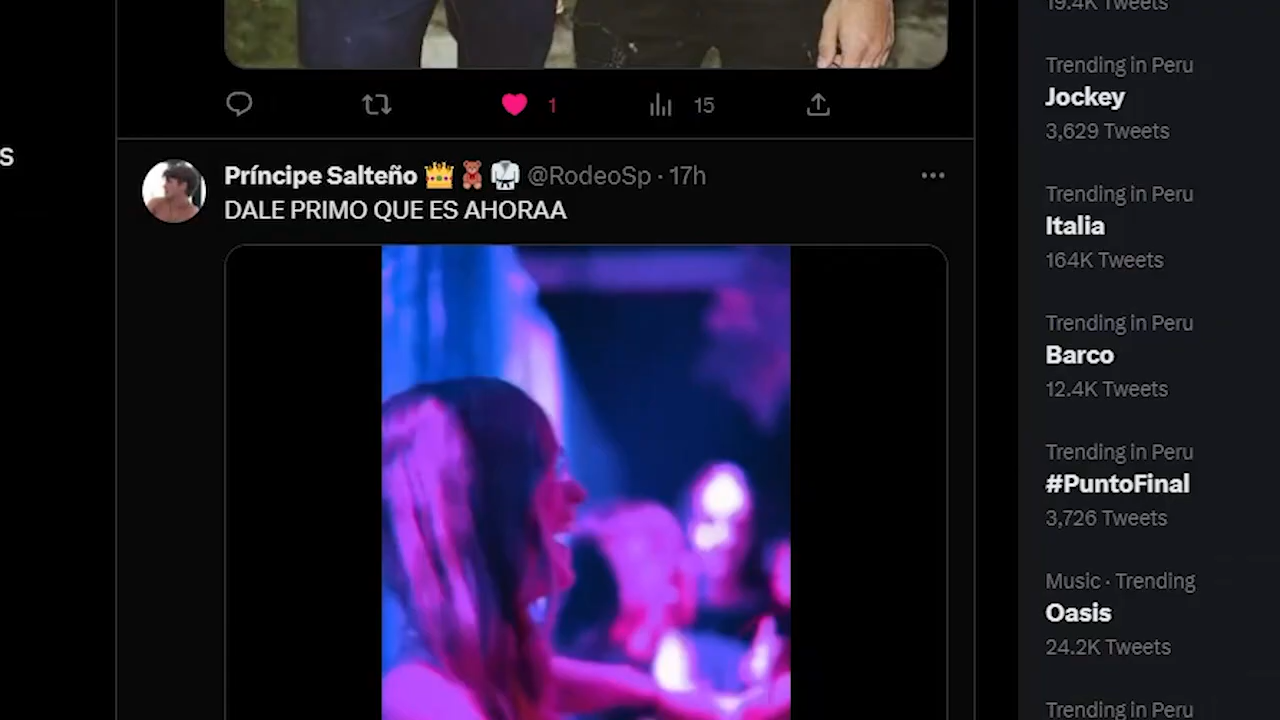 19.4K Tweets
Trending in Peru
Jockey
3,629 Tweets
1
15
s
Príncipe Salteño 👑🧸🥋 @RodeoSp · 17h
DALE PRIMO QUE ES AHORAA
Trending in Peru
Italia
164K Tweets
Trending in Peru
Barco
12.4K Tweets
Trending in Peru
#PuntoFinal
3,726 Tweets
Music · Trending
Oasis
24.2K Tweets
Trending in Peru